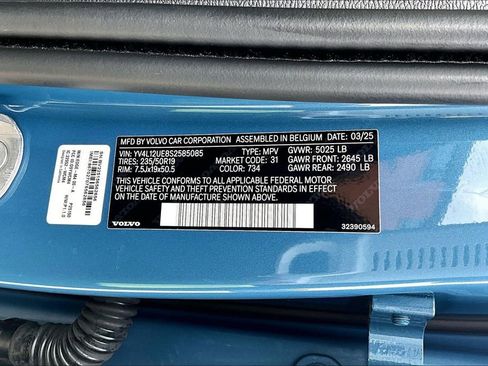 MFD BY VOLVO CAR CORPORATION ASSEMBLED IN BELGIUM DATE: 03/25
VIN: YV4L12UE8S2585085 TYPE: MPV GVWR: 5025 LB
TIRES: 235/50R19 MARKET CODE: 31 GAWR FRONT: 2645 LB
RIM: 7.5Jx19x50.5 COLOR: 734 GAWR REAR: 2490 LB
THIS VEHICLE CONFORMS TO ALL APPLICABLE FEDERAL MOTOR
VEHICLE SAFETY AND THEFT PREVENTION STANDARDS IN EFFECT
ON THE DATE OF MANUFACTURE SHOWN ABOVE.
VOLVO
32390594